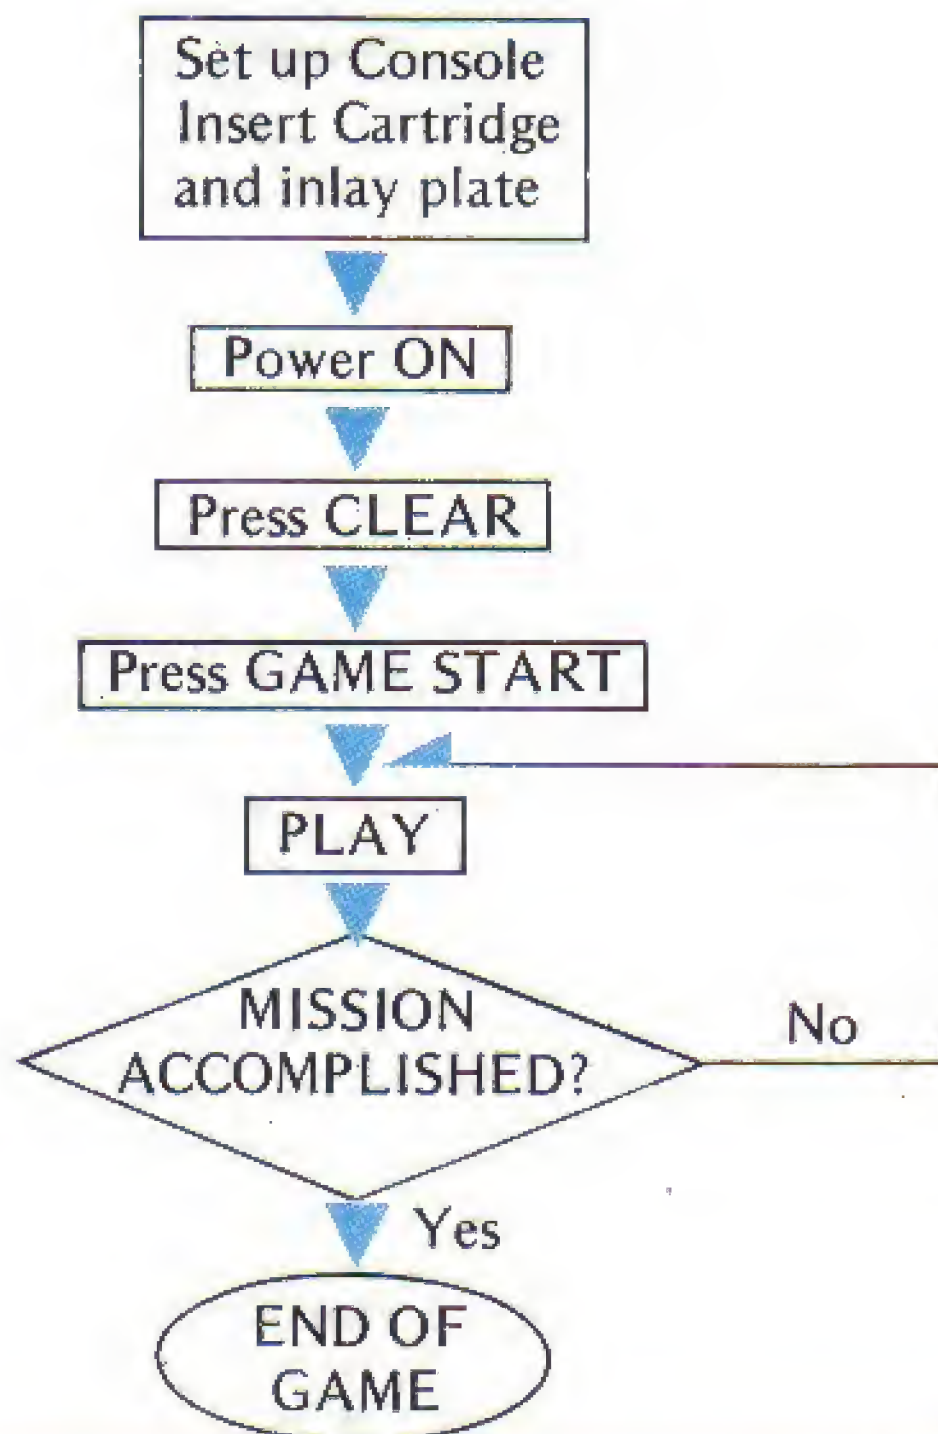 Set up Console
Insert Cartridge
and inlay plate
Power ON
Press CLEAR
Press GAME START
PLAY
MISSION
ACCOMPLISHED?
No
Yes
END OF
GAME